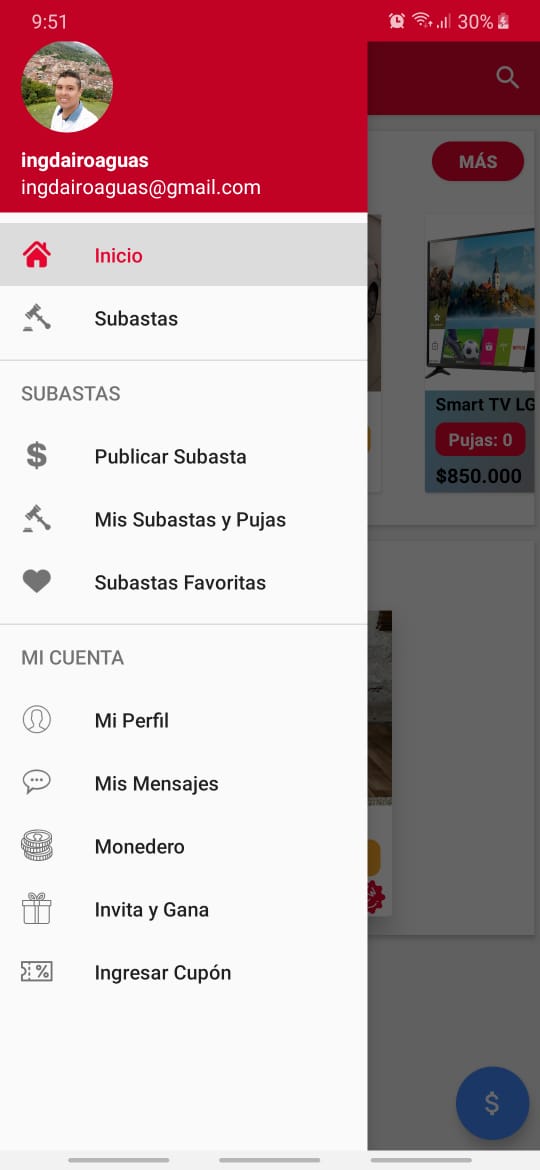 9:51
30%
ingdairoaguas
ingdairoaguas@gmail.com
MÁS
Inicio
Subastas
SUBASTAS
Publicar Subasta
Mis Subastas y Pujas
Subastas Favoritas
MI CUENTA
Mi Perfil
Mis Mensajes
Monedero
Invita y Gana
Ingresar Cupón
Smart TV LG
Pujas: 0
$850.000
$